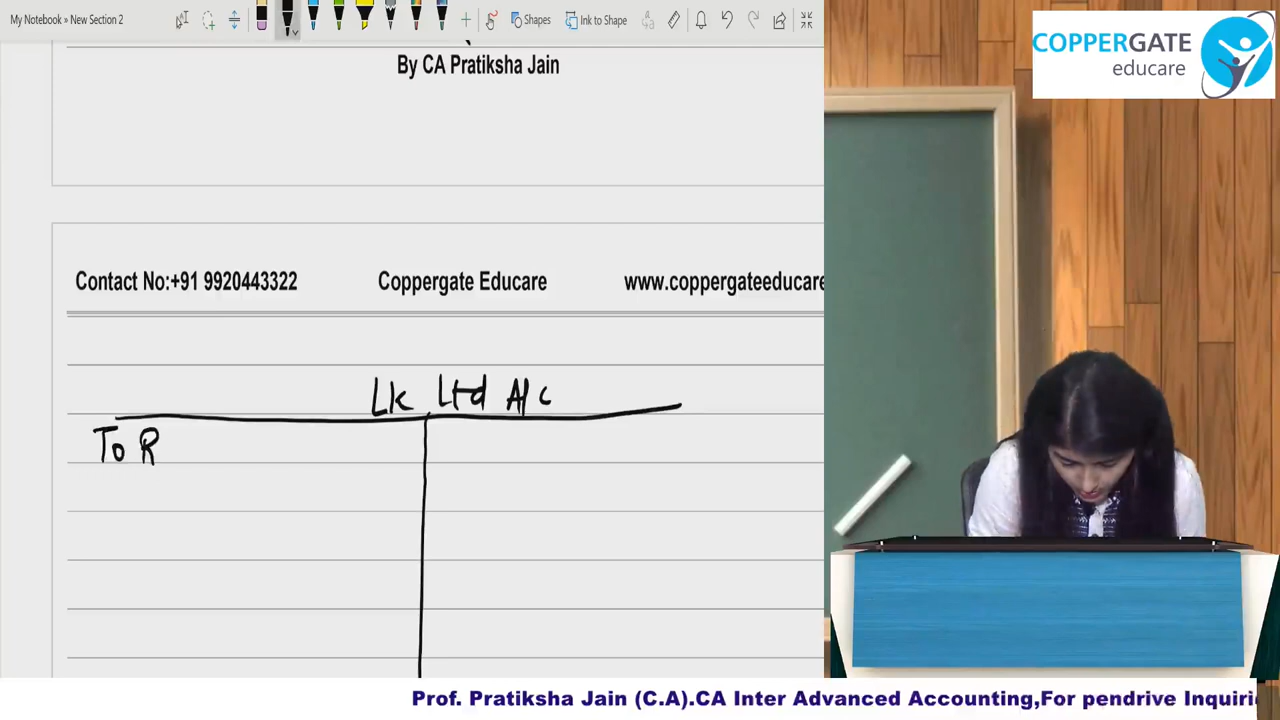 My Notebook » New Section 2
Shapes
Ink to Shape
COPPERGATE
educare
By CA Pratiksha Jain
Contact No:+91 9920443322 Coppergate Educare www.coppergateeducare
Lk Ltd A/c
To R
Prof. Pratiksha Jain (C.A).CA Inter Advanced Accounting,For pendrive Inquiri